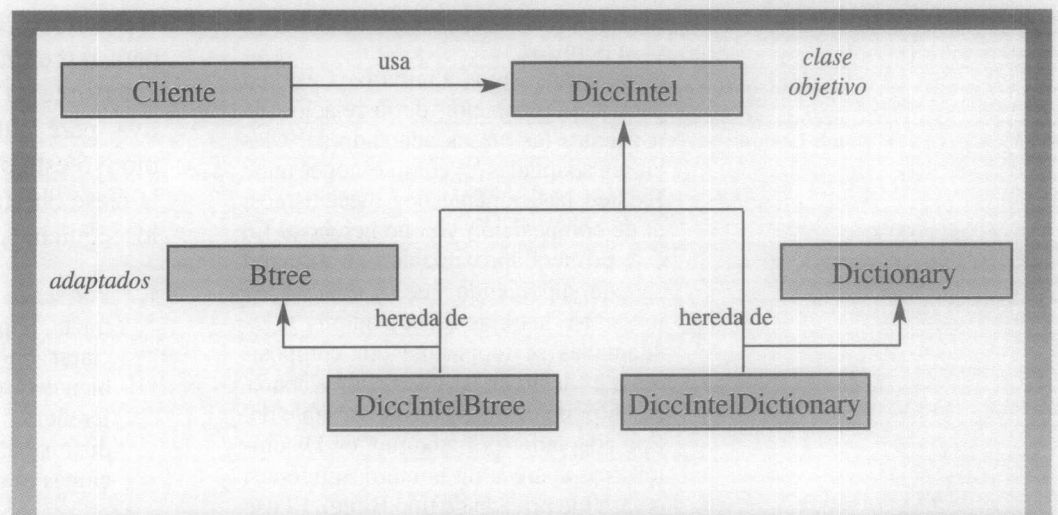 usa
clase
objetivo
Cliente
DiccIntel
adaptados
Btree
Dictionary
hereda de
hereda de
DiccIntelBtree
DiccIntelDictionary